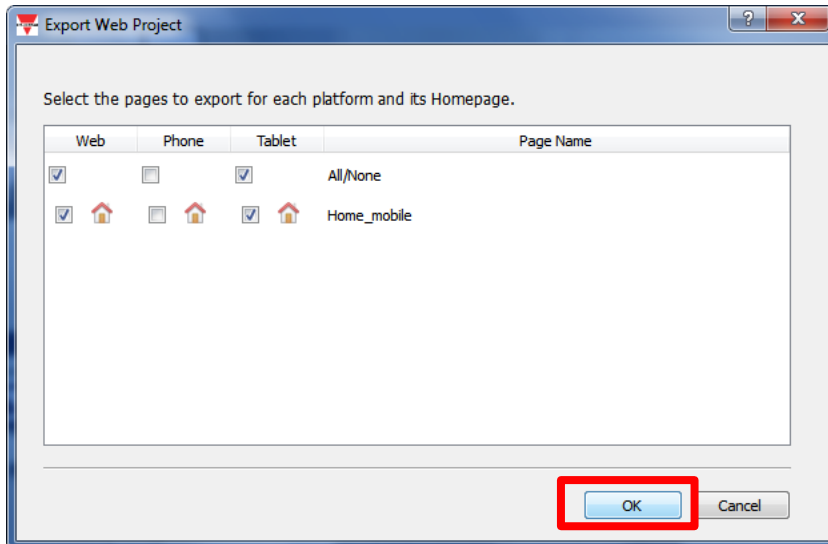 Export Web Project
Select the pages to export for each platform and its Homepage.
Web Phone Tablet Page Name
All/None
Home_mobile
OK Cancel